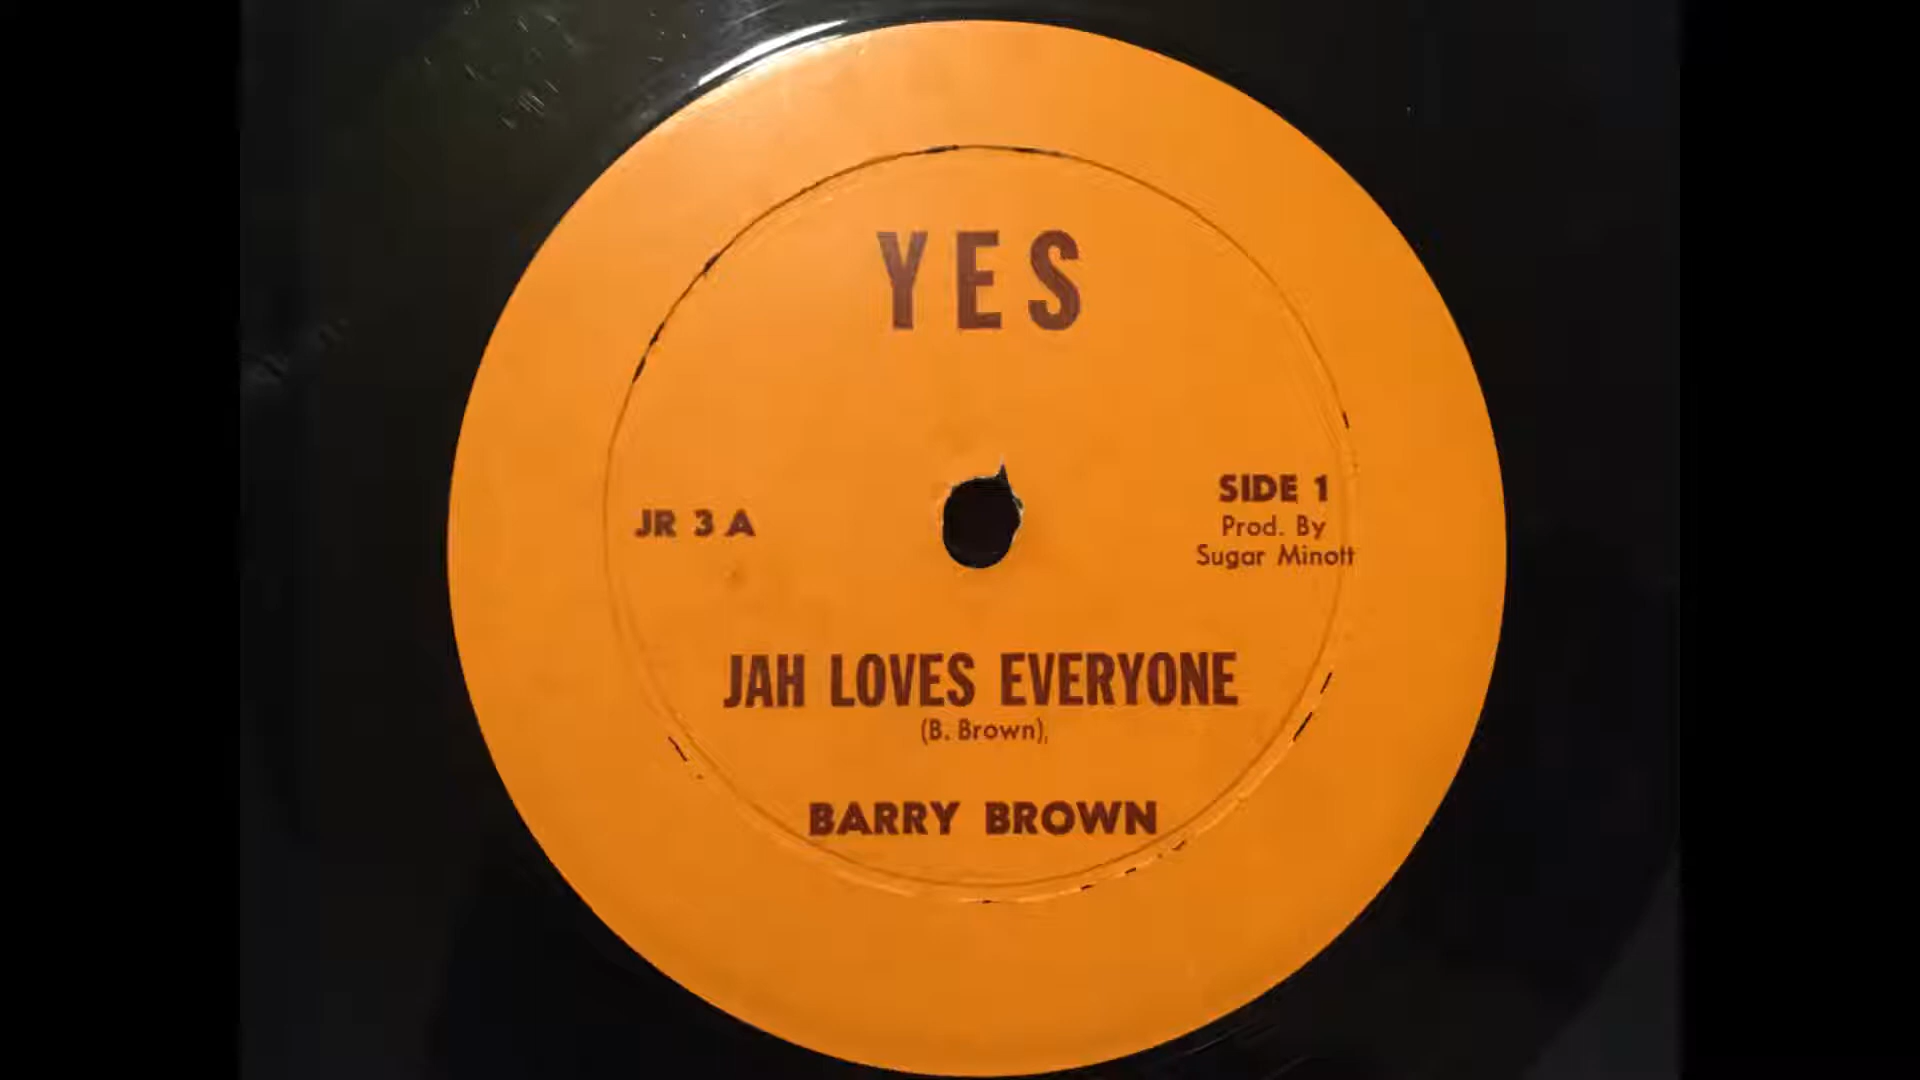 YES
JR 3 A
SIDE 1
Prod. By
Sugar Minott
JAH LOVES EVERYONE
(B. Brown),
BARRY BROWN